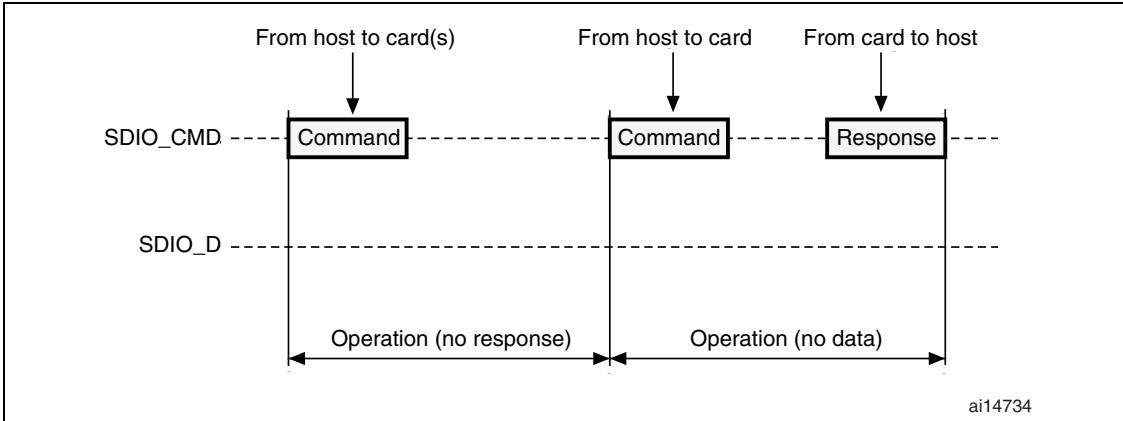 From host to card(s) From host to card From card to host
SDIO_CMD Command Command Response
SDIO_D
Operation (no response) Operation (no data)
ai14734